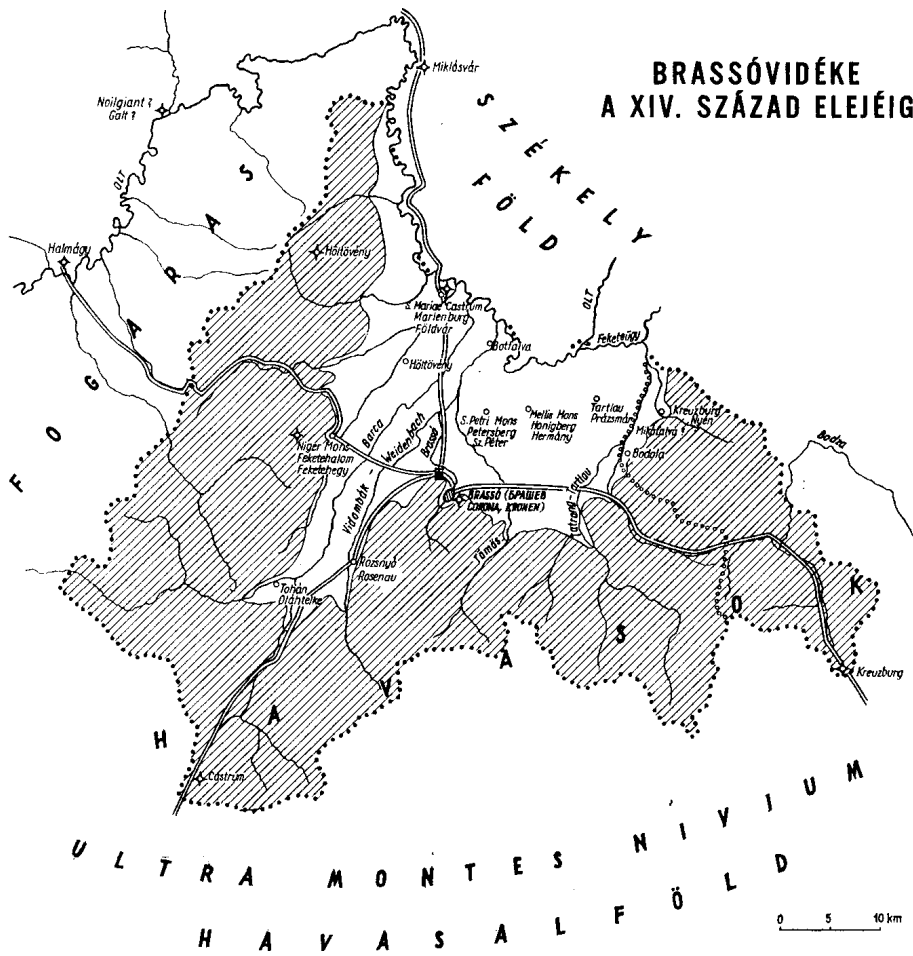 BRASSÓVIDÉKE
A XIV. SZÁZAD ELEJÉIG
Miklósvár
Noilgiant ?
Galt ?
SZÉKELY
FÖLD
OLT
FOGARAS
Halmágy
Höltövény
S. Mariae Castrum
Marienburg
Földvár
OLT
Feketeügy
Botfalva
Höltövény
Kreuzburg
Nyén
Tartlau
Prázsmár
Mellis Mons
Honigberg
Hermány
S. Petri Mons
Petersberg
Sz. Péter
Mikófalva ?
Bodola
Bodza
Barca
Weidenbach
Brassó
Vidombák
Niger Mons
Feketehalom
Feketehegy
BRASSÓ (БРАШЕВ
CORONA, KRONEN)
Tatrang-Tartlau
Tömös
Rozsnyó
Rosenau
Tohán
Oláhtelke
HAVASOK
Kreuzburg
Castrum
ULTRA MONTES NIVIUM
HAVASALFÖLD
0 5 10 km